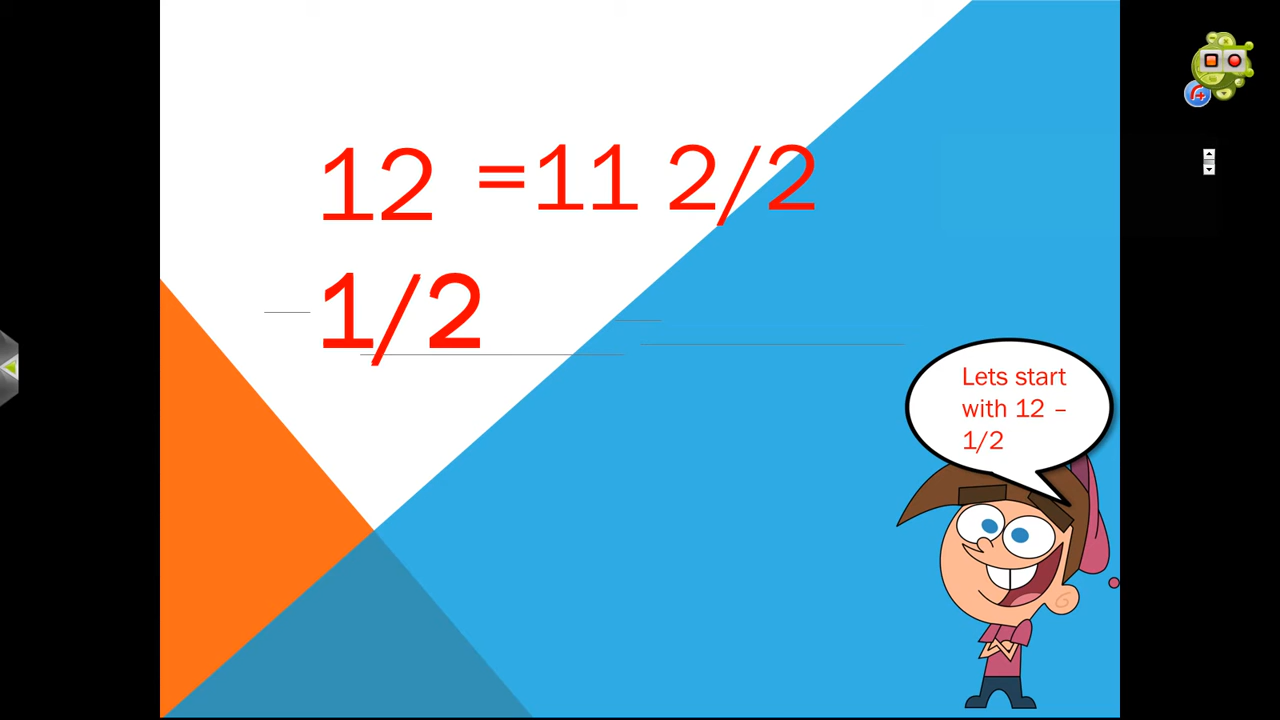 12 =11 2/2
1/2
Lets start
with 12 –
1/2